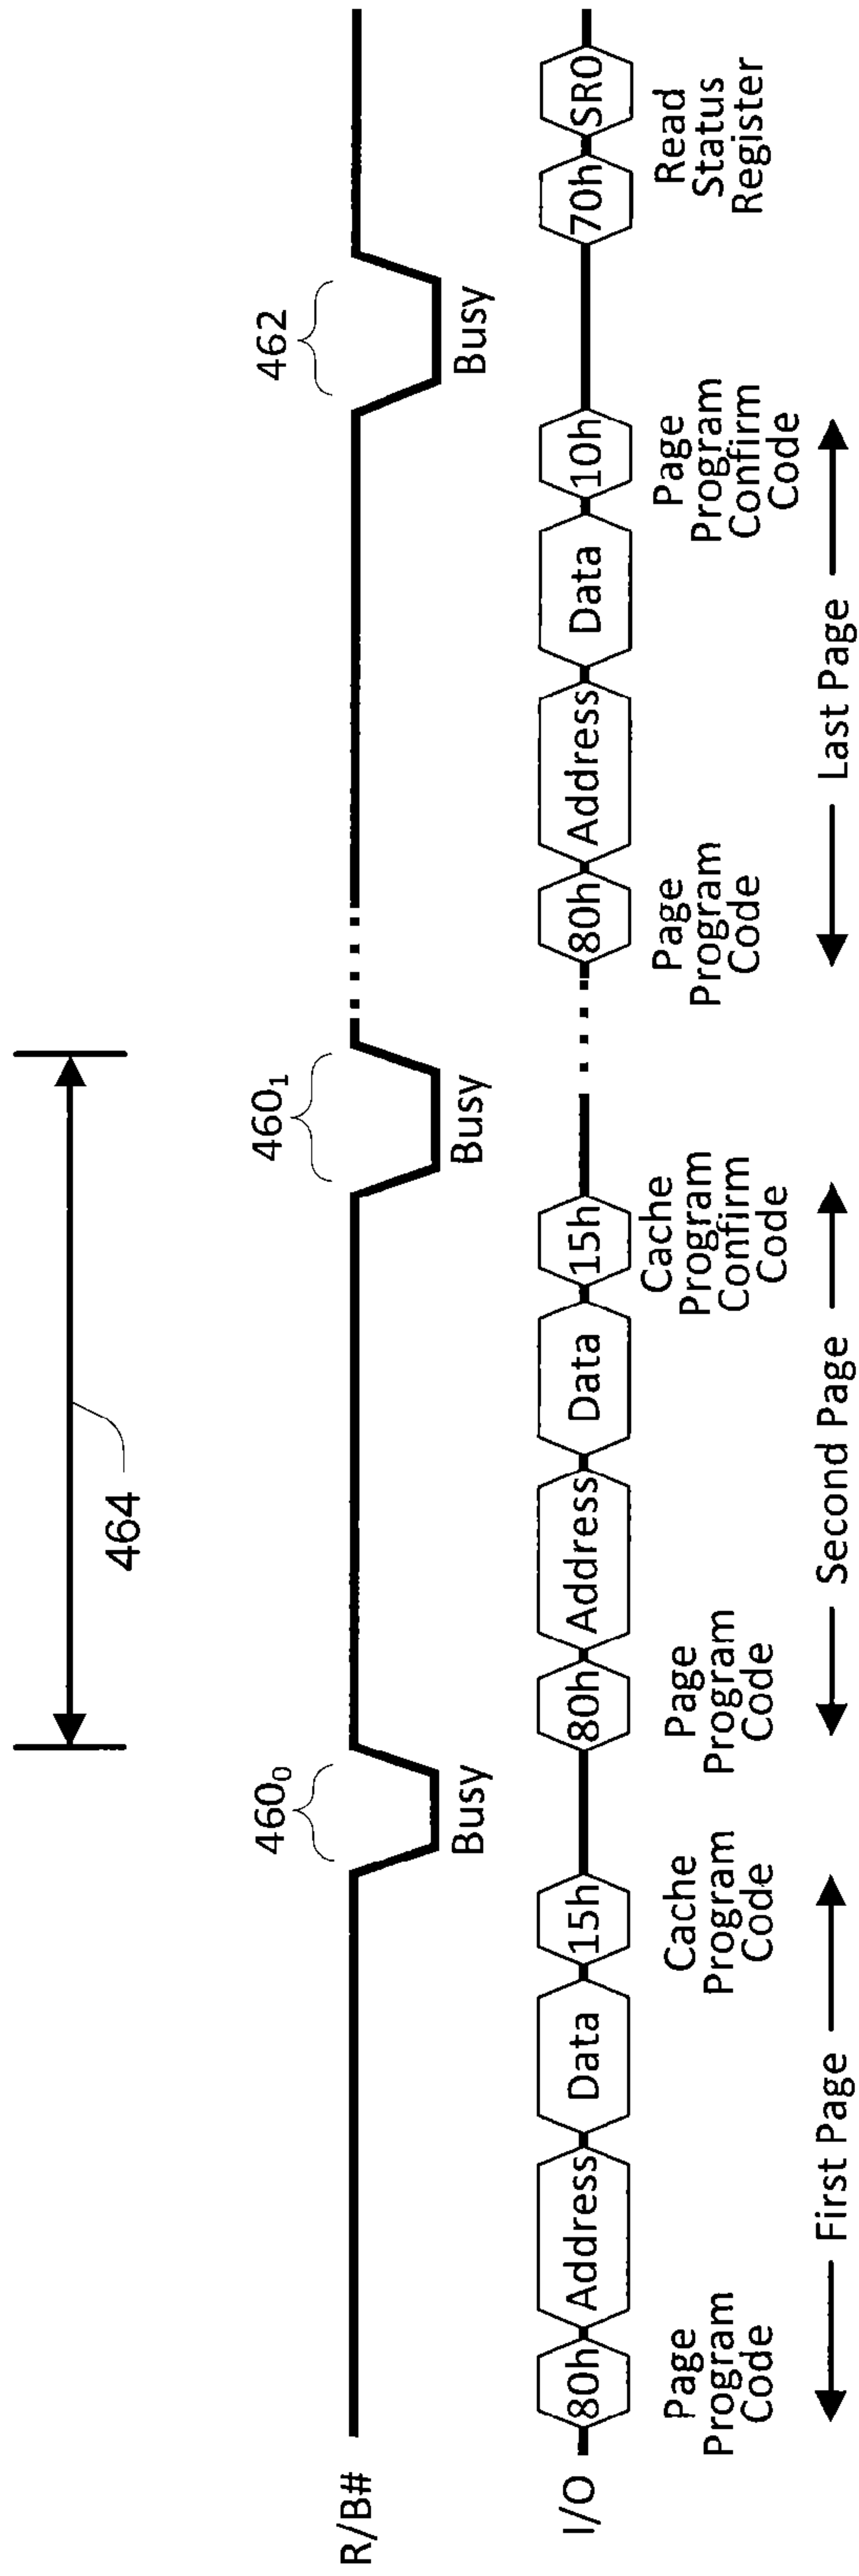 464
460₀
460₁
462
R/B#
Busy
Busy
Busy
I/O
80h
Address
Data
15h
80h
Address
Data
15h
80h
Address
Data
10h
70h
SR0
Page
Program
Code
Cache
Program
Code
Page
Program
Code
Cache
Program
Confirm
Code
Page
Program
Code
Page
Program
Confirm
Code
Read
Status
Register
First Page
Second Page
Last Page